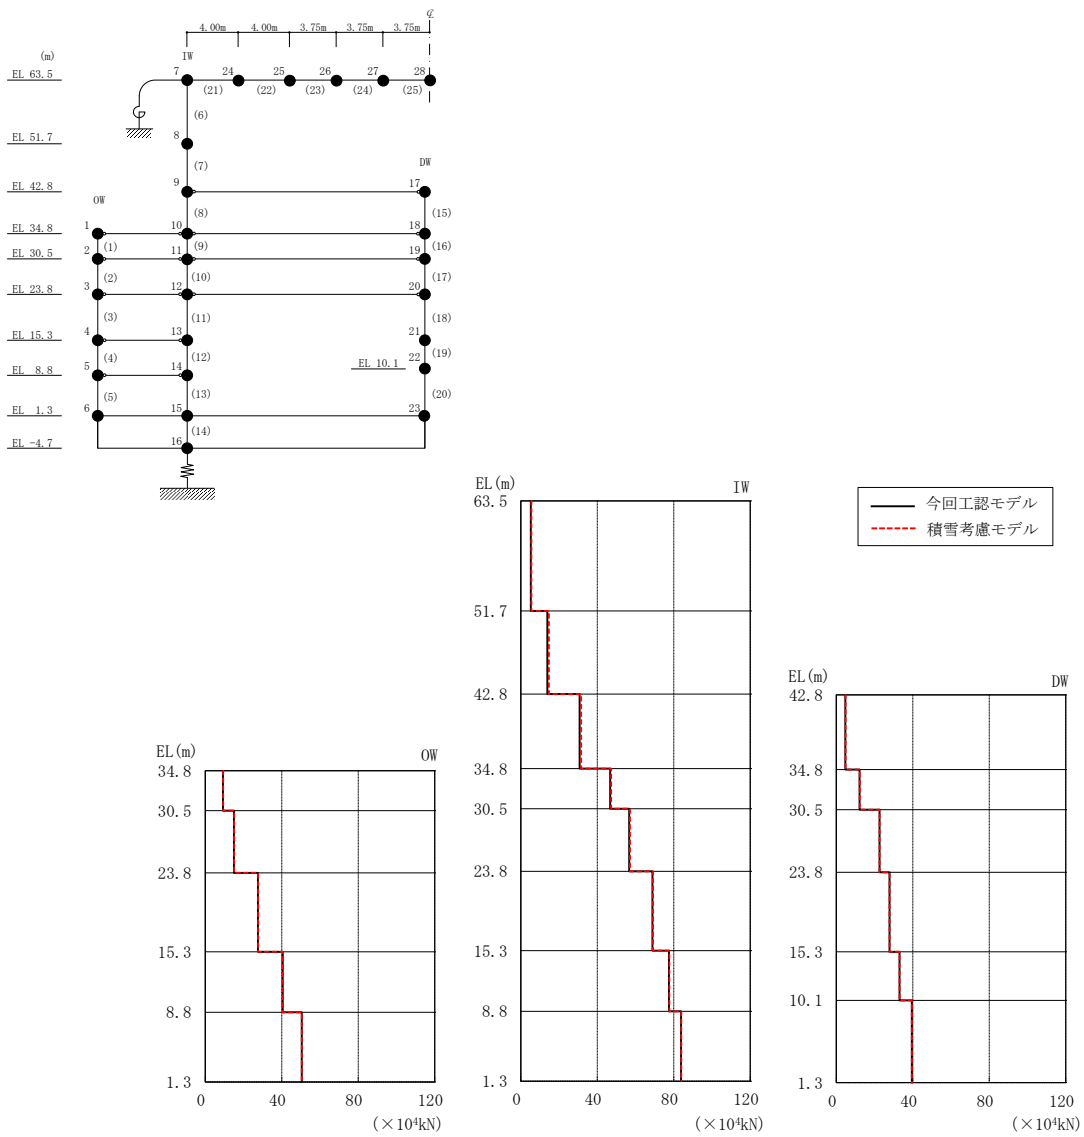 ℄
4.00m 4.00m 3.75m 3.75m 3.75m
(m) IW
EL 63.5 7 24 25 26 27 28
(21) (22) (23) (24) (25)
(6)
EL 51.7 8
(7) DW
EL 42.8 9 17
OW
(8) (15)
EL 34.8 1 10 18
(1) (9) (16)
EL 30.5 2 11 19
(2) (10) (17)
EL 23.8 3 12 20
(3) (11) (18)
EL 15.3 4 13 21
(4) (12) (19)
EL 10.1 22
EL 8.8 5 14
(5) (13) (20)
EL 1.3 6 15 23
(14)
EL -4.7 16
EL(m) IW
63.5
51.7
42.8
34.8
30.5
23.8
15.3
8.8
1.3
0 40 80 120
(×10⁴kN)
今回工認モデル
積雪考慮モデル
EL(m) OW
34.8
30.5
23.8
15.3
8.8
1.3
0 40 80 120
(×10⁴kN)
EL(m) DW
42.8
34.8
30.5
23.8
15.3
10.1
1.3
0 40 80 120
(×10⁴kN)